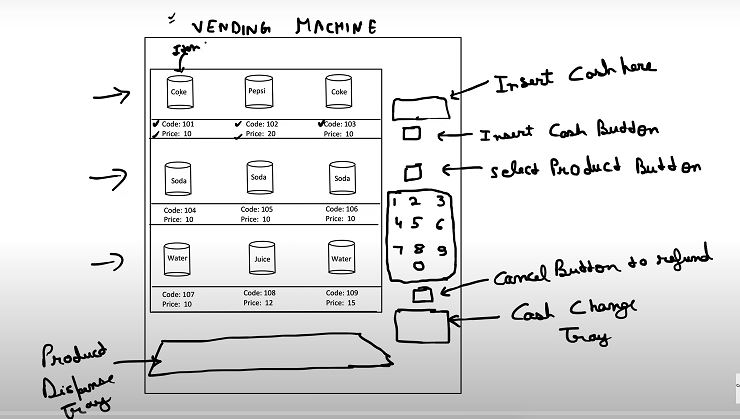 VENDING MACHINE
Item
Coke Pepsi Coke
Code: 101 Code: 102 Code: 103
Price: 10 Price: 20 Price: 10
Soda Soda Soda
Code: 104 Code: 105 Code: 106
Price: 10 Price: 10 Price: 10
Water Juice Water
Code: 107 Code: 108 Code: 109
Price: 10 Price: 12 Price: 15
Insert Cash here
Insert Cash Button
select Product Button
1 2 3
4 5 6
7 8 9
0
Cancel Button to refund
Cash Change
Tray
Product
Dispense
Tray